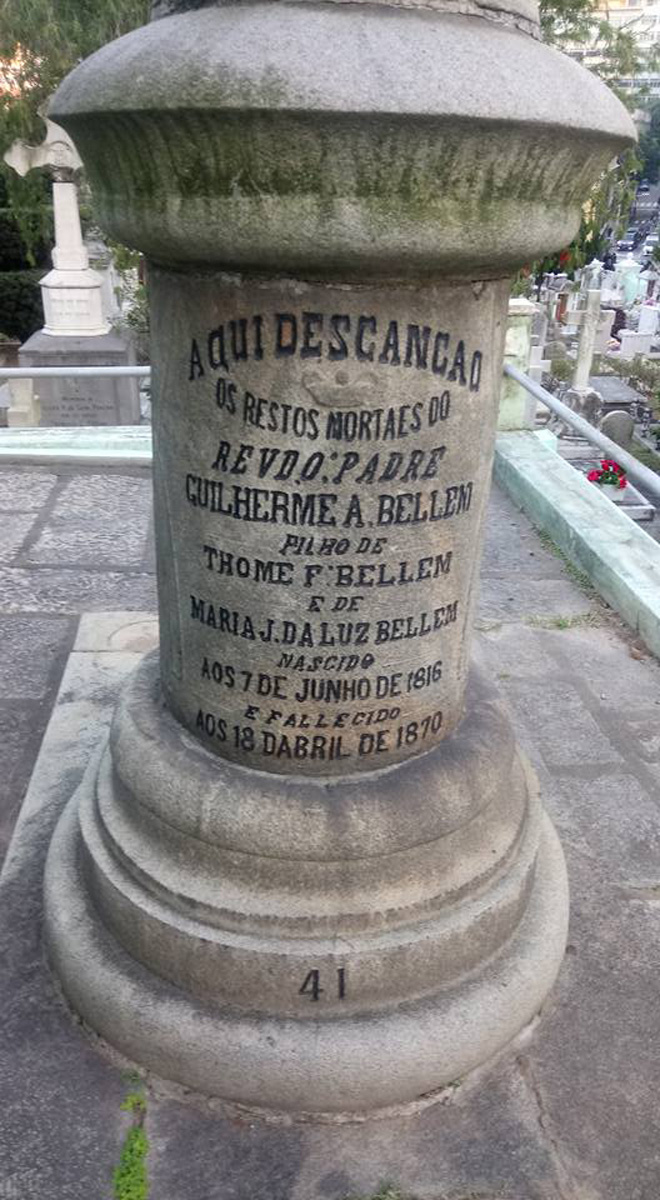 AQUI DESCANCAO
OS RESTOS MORTAES DO
REVDO. PADRE
GUILHERME A. BELLEM
FILHO DE
THOME F. BELLEM
E DE
MARIA J. DA LUZ BELLEM
NASCIDO
AOS 7 DE JUNHO DE 1816
E FALLECIDO
AOS 18 DABRIL DE 1870
41